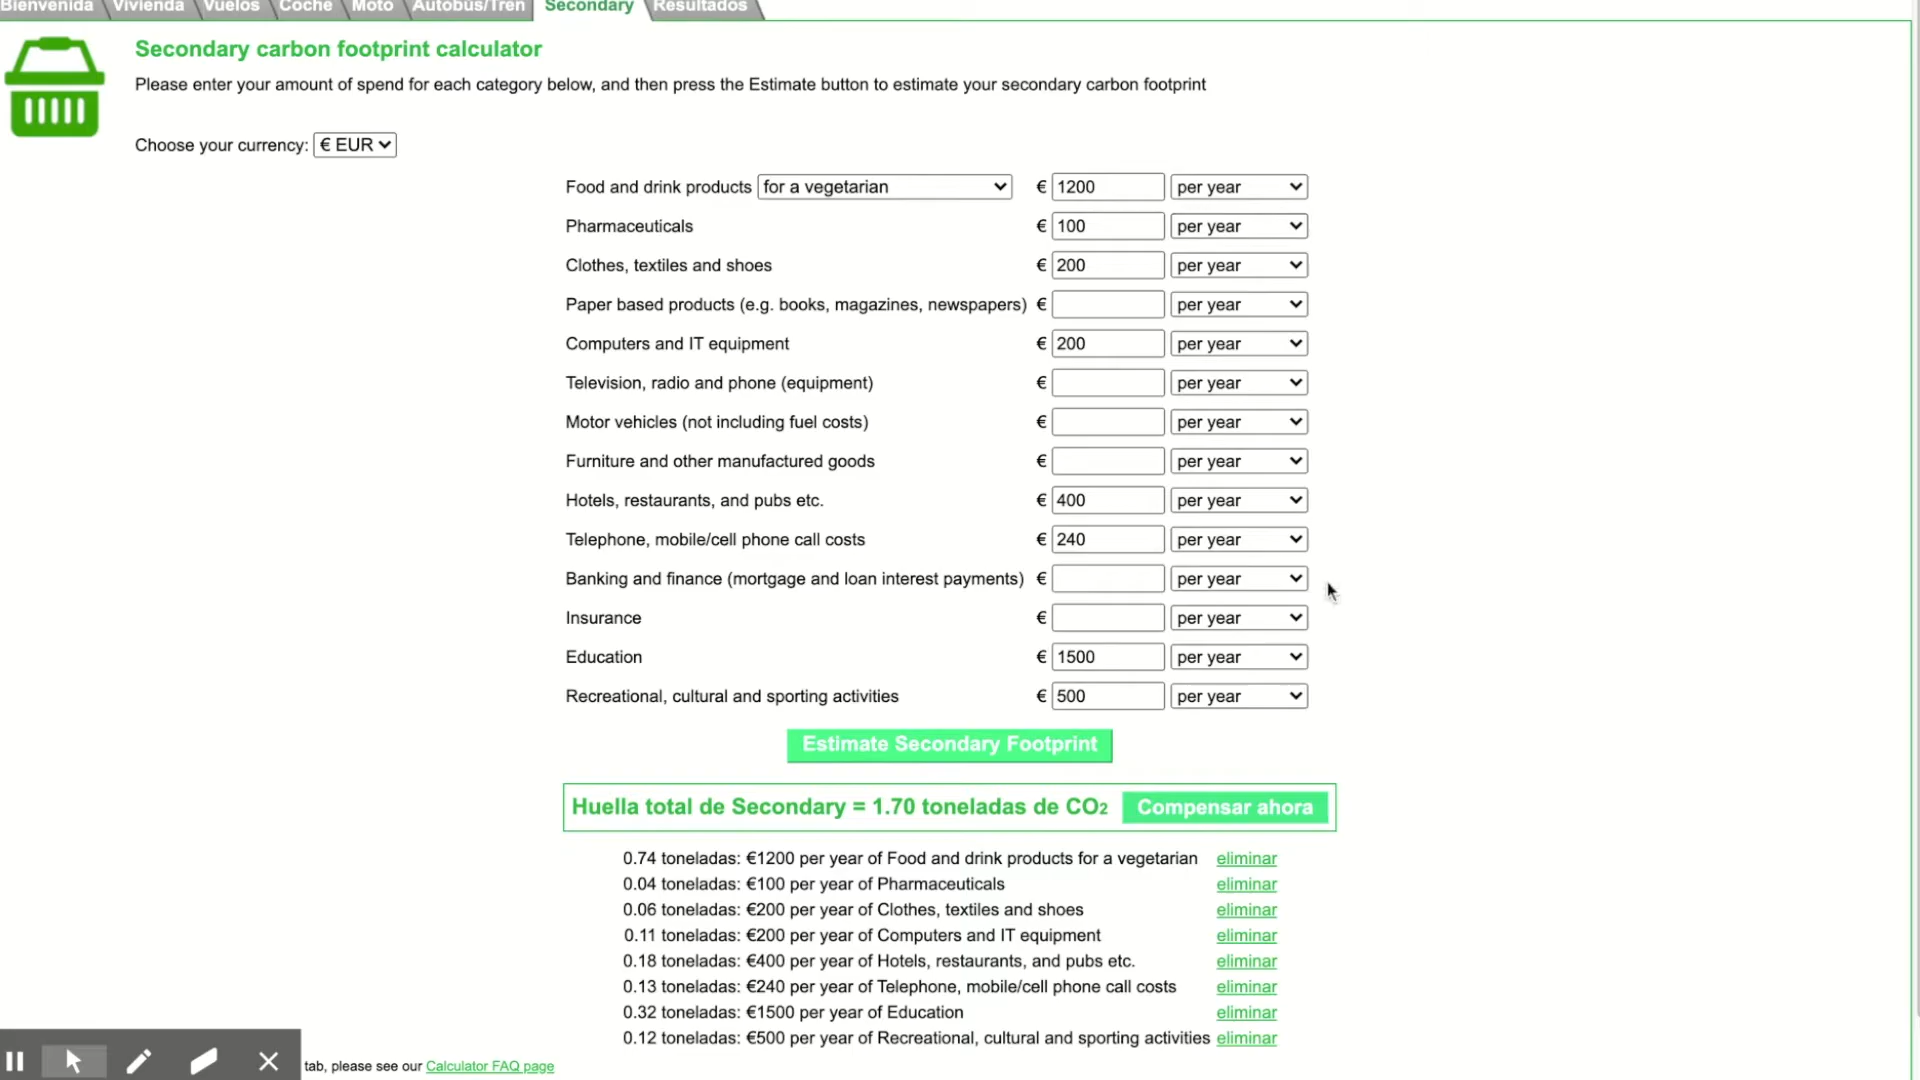 Bienvenida Vivienda Vuelos Coche Moto Autobús/Tren Secondary Resultados
Secondary carbon footprint calculator
Please enter your amount of spend for each category below, and then press the Estimate button to estimate your secondary carbon footprint
Choose your currency: € EUR
Food and drink products for a vegetarian € 1200 per year
Pharmaceuticals € 100 per year
Clothes, textiles and shoes € 200 per year
Paper based products (e.g. books, magazines, newspapers) € per year
Computers and IT equipment € 200 per year
Television, radio and phone (equipment) € per year
Motor vehicles (not including fuel costs) € per year
Furniture and other manufactured goods € per year
Hotels, restaurants, and pubs etc. € 400 per year
Telephone, mobile/cell phone call costs € 240 per year
Banking and finance (mortgage and loan interest payments) € per year
Insurance € per year
Education € 1500 per year
Recreational, cultural and sporting activities € 500 per year
Estimate Secondary Footprint
Huella total de Secondary = 1.70 toneladas de CO2 Compensar ahora
0.74 toneladas: €1200 per year of Food and drink products for a vegetarian eliminar
0.04 toneladas: €100 per year of Pharmaceuticals eliminar
0.06 toneladas: €200 per year of Clothes, textiles and shoes eliminar
0.11 toneladas: €200 per year of Computers and IT equipment eliminar
0.18 toneladas: €400 per year of Hotels, restaurants, and pubs etc. eliminar
0.13 toneladas: €240 per year of Telephone, mobile/cell phone call costs eliminar
0.32 toneladas: €1500 per year of Education eliminar
0.12 toneladas: €500 per year of Recreational, cultural and sporting activities eliminar
tab, please see our Calculator FAQ page